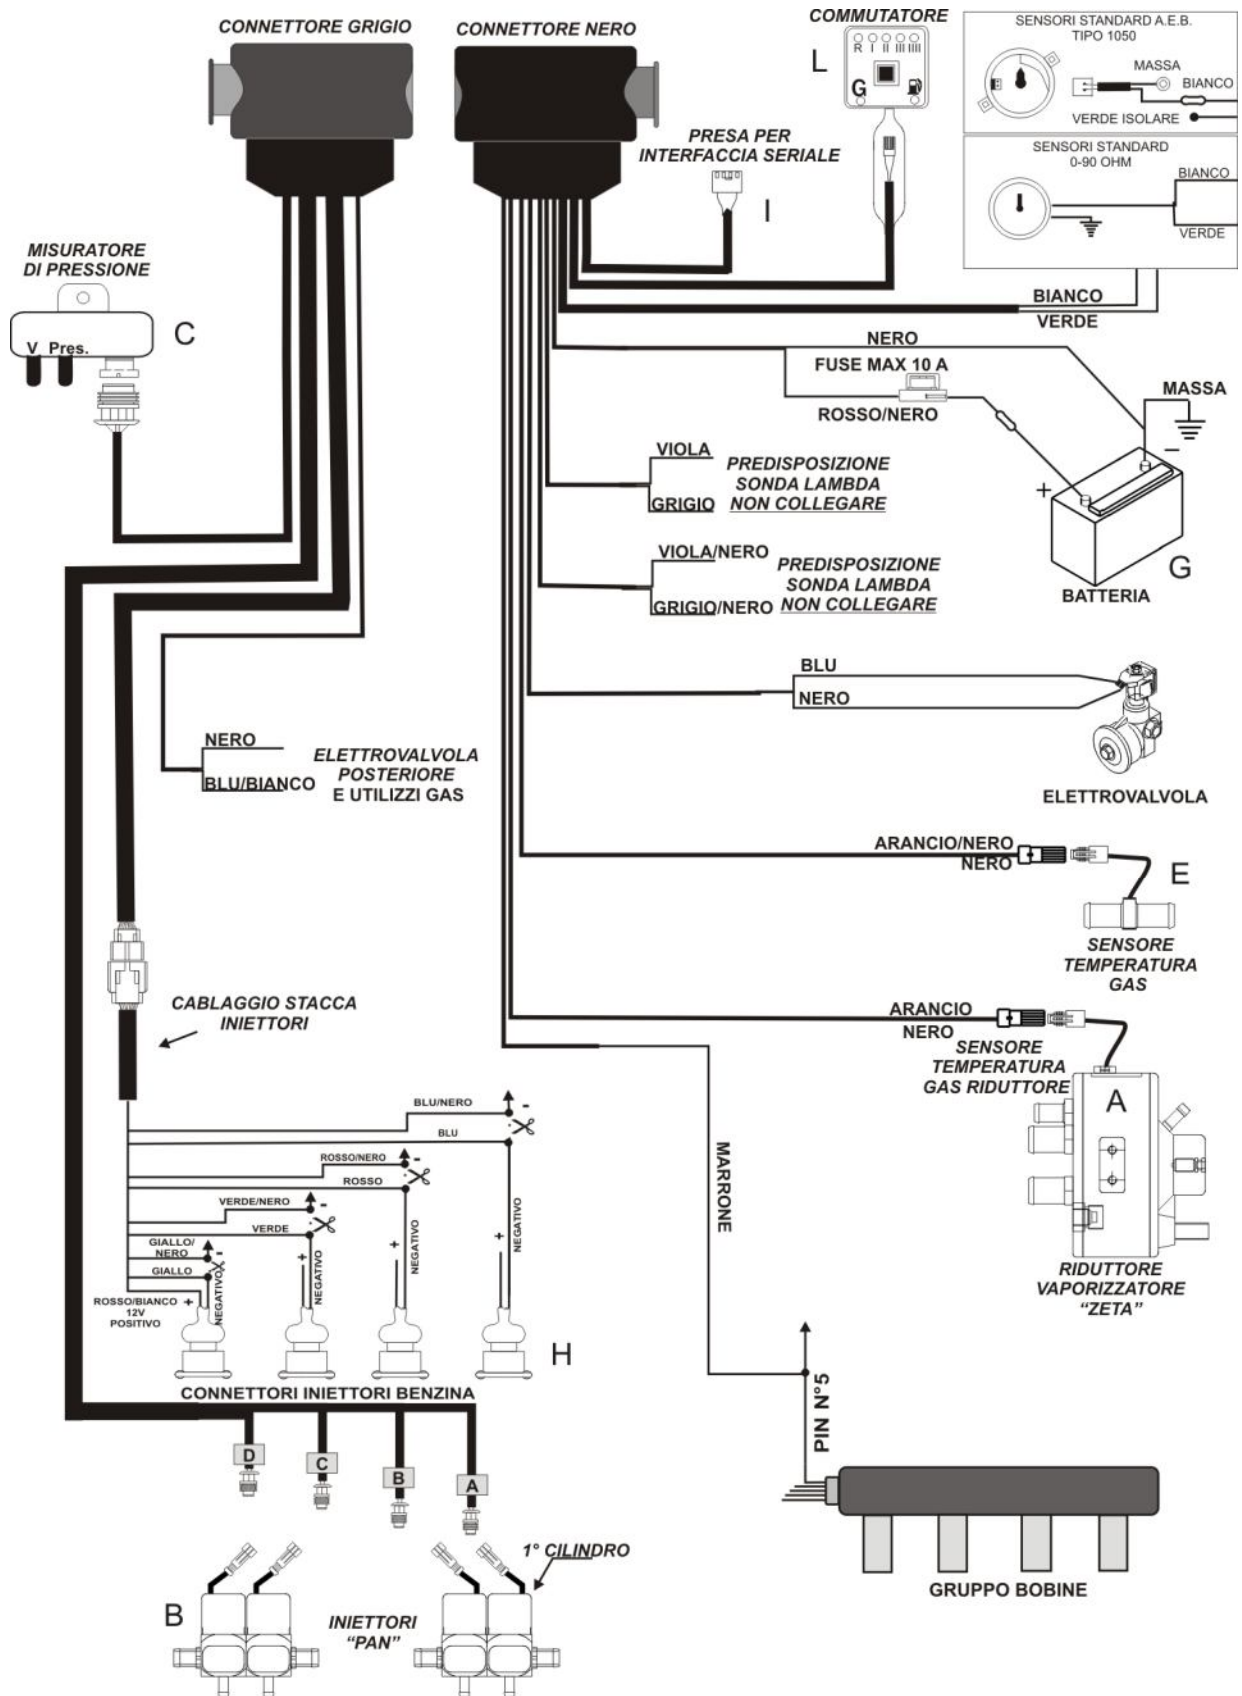 CONNETTORE GRIGIO
CONNETTORE NERO
COMMUTATORE
L
R I II III IIII
G
SENSORI STANDARD A.E.B.
TIPO 1050
MASSA
BIANCO
VERDE ISOLARE
SENSORI STANDARD
0-90 OHM
BIANCO
VERDE
PRESA PER
INTERFACCIA SERIALE
I
MISURATORE
DI PRESSIONE
C
V Pres.
BIANCO
VERDE
NERO
FUSE MAX 10 A
ROSSO/NERO
MASSA
+
–
G
BATTERIA
VIOLA
GRIGIO
PREDISPOSIZIONE
SONDA LAMBDA
NON COLLEGARE
VIOLA/NERO
GRIGIO/NERO
PREDISPOSIZIONE
SONDA LAMBDA
NON COLLEGARE
BLU
NERO
ELETTROVALVOLA
NERO
BLU/BIANCO
ELETTROVALVOLA
POSTERIORE
E UTILIZZI GAS
ARANCIO/NERO
NERO
E
SENSORE
TEMPERATURA
GAS
CABLAGGIO STACCA
INIETTORI
ARANCIO
NERO
SENSORE
TEMPERATURA
GAS RIDUTTORE
A
RIDUTTORE
VAPORIZZATORE
“ZETA”
MARRONE
BLU/NERO
-
BLU
ROSSO/NERO
-
ROSSO
VERDE/NERO
-
VERDE
GIALLO/
NERO
-
GIALLO
ROSSO/BIANCO
12V
POSITIVO
+
NEGATIVO
+
NEGATIVO
+
NEGATIVO
+
NEGATIVO
H
CONNETTORI INIETTORI BENZINA
D
C
B
A
PIN N°5
GRUPPO BOBINE
1° CILINDRO
B
INIETTORI
“PAN”